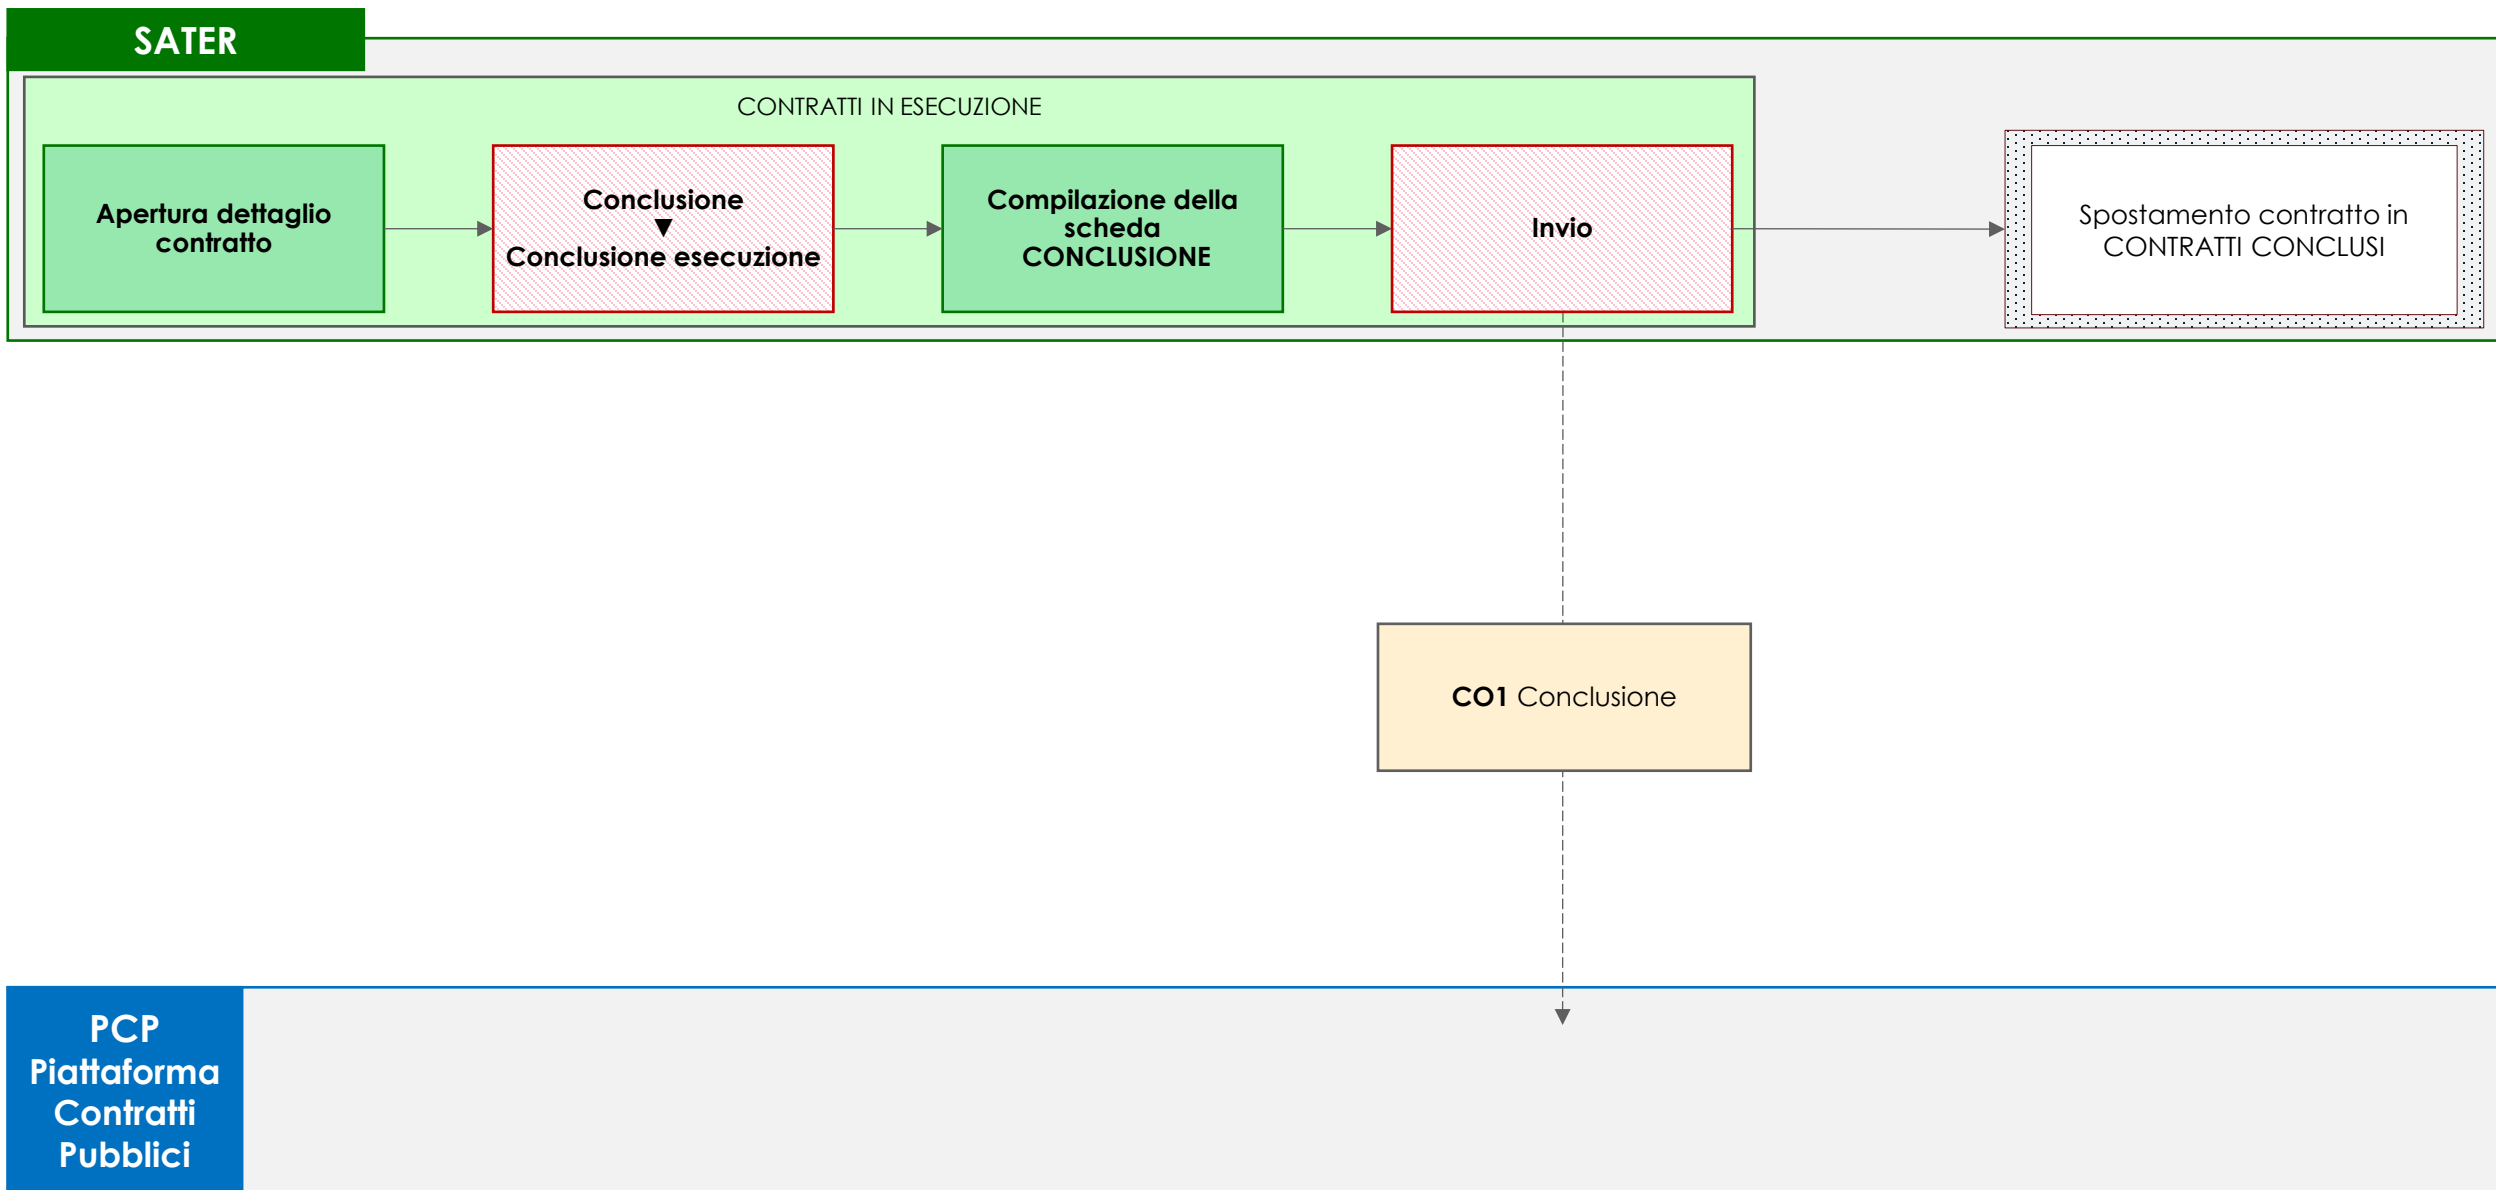 SATER
CONTRATTI IN ESECUZIONE
Apertura dettaglio
contratto
Conclusione
▼
Conclusione esecuzione
Compilazione della
scheda
CONCLUSIONE
Invio
Spostamento contratto in
CONTRATTI CONCLUSI
CO1 Conclusione
PCP
Piattaforma
Contratti
Pubblici